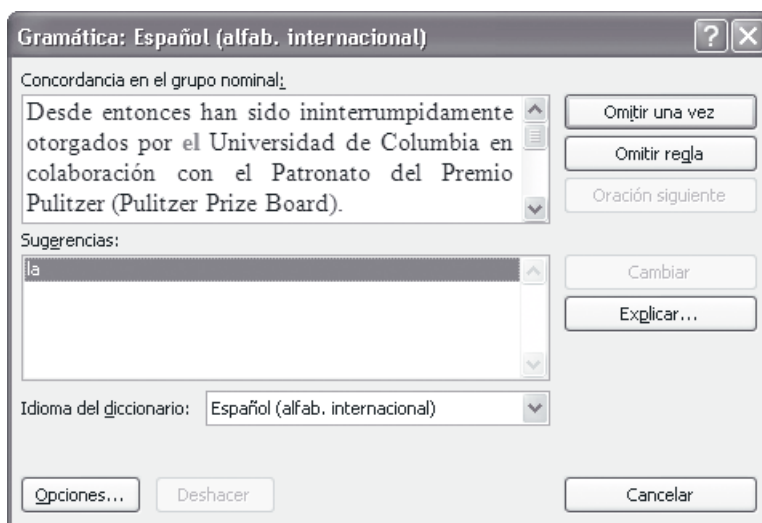 Gramática: Español (alfab. internacional)
Concordancia en el grupo nominal:
Desde entonces han sido ininterrumpidamente
otorgados por el Universidad de Columbia en
colaboración con el Patronato del Premio
Pulitzer (Pulitzer Prize Board).
Omitir una vez
Omitir regla
Oración siguiente
Sugerencias:
la
Cambiar
Explicar...
Idioma del diccionario: Español (alfab. internacional)
Opciones... Deshacer Cancelar